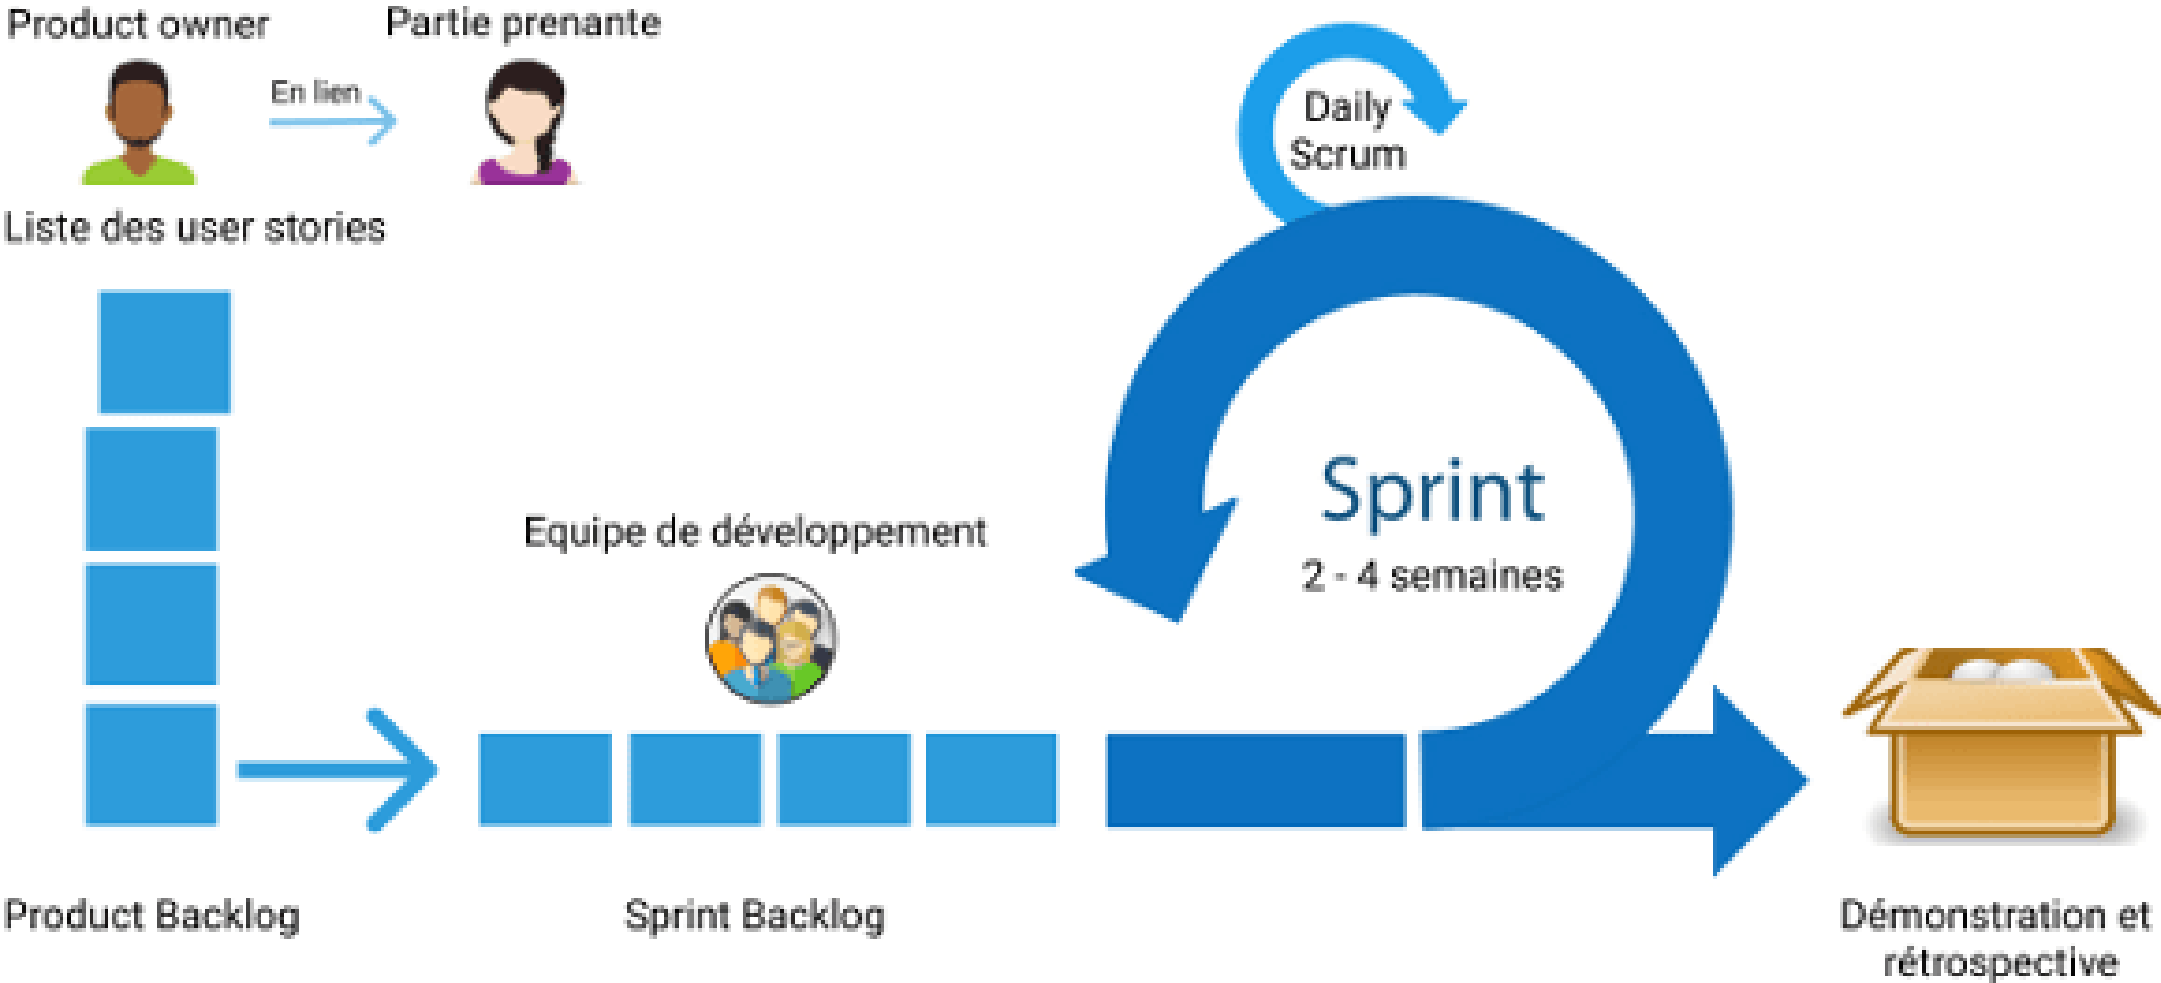 Product owner
Partie prenante
En lien
Liste des user stories
Daily
Scrum
Sprint
2 - 4 semaines
Equipe de développement
Product Backlog
Sprint Backlog
Démonstration et
rétrospective